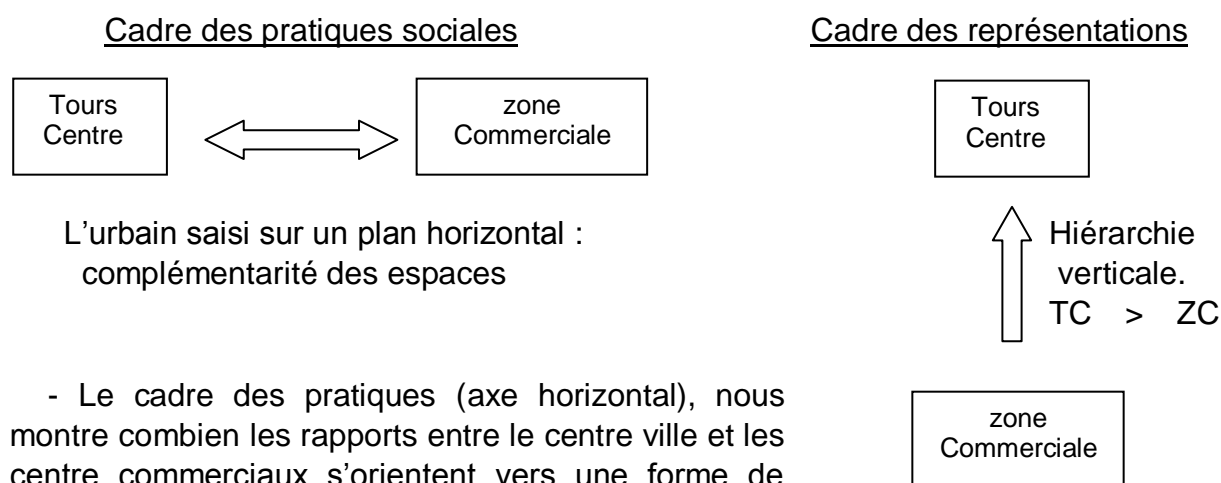 Cadre des pratiques sociales
Tours
Centre
zone
Commerciale
L’urbain saisi sur un plan horizontal :
complémentarité des espaces
Cadre des représentations
Tours
Centre
Hiérarchie
verticale.
TC > ZC
zone
Commerciale
- Le cadre des pratiques (axe horizontal), nous
montre combien les rapports entre le centre ville et les
centre commerciaux s’orientent vers une forme de